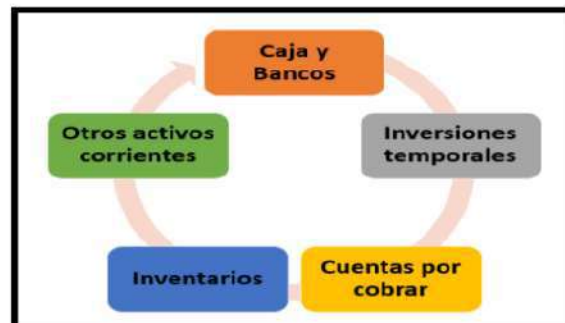 Caja y
Bancos
Inversiones
temporales
Cuentas por
cobrar
Inventarios
Otros activos
corrientes